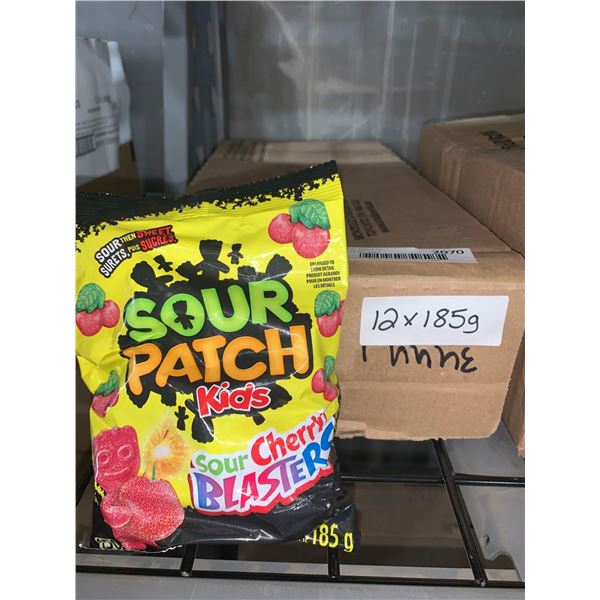 SOUR THEN SWEET.
SURETS, PUIS SUCRÉS.
ENLARGED TO
SHOW DETAIL
PRODUIT AGRANDI
POUR EN MONTRER
LES DÉTAILS
SOUR
PATCH
Kids
Sour Cherry
BLASTERS
185 g
2070
12x185g